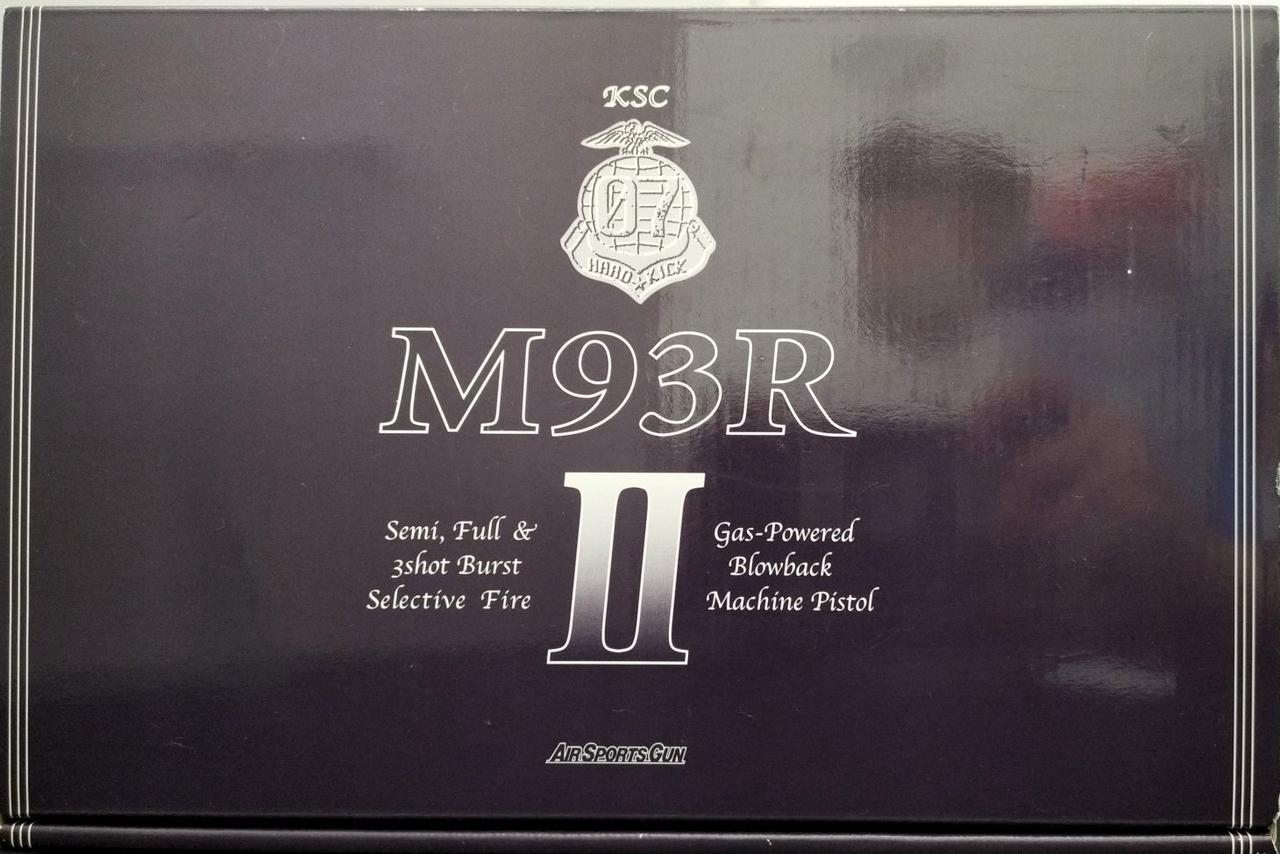 KSC
07
HARD★KICK
M93R
II
Semi, Full &
3shot Burst
Selective Fire
Gas-Powered
Blowback
Machine Pistol
AIR SPORTS GUN